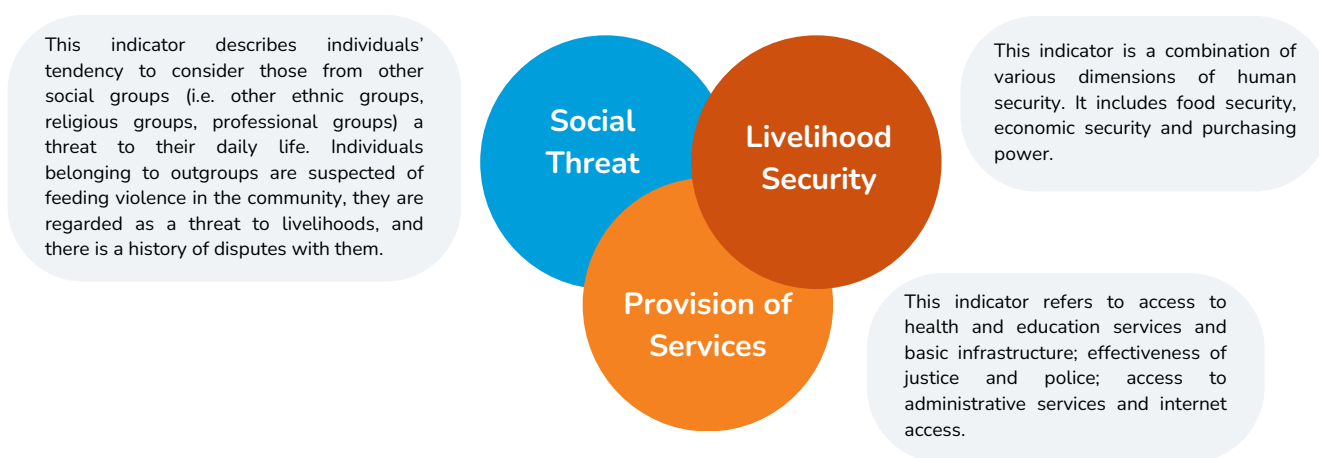 This indicator describes individuals’
tendency to consider those from other
social groups (i.e. other ethnic groups,
religious groups, professional groups) a
threat to their daily life. Individuals
belonging to outgroups are suspected of
feeding violence in the community, they are
regarded as a threat to livelihoods, and
there is a history of disputes with them.
Social
Threat
Livelihood
Security
This indicator is a combination of
various dimensions of human
security. It includes food security,
economic security and purchasing
power.
Provision of
Services
This indicator refers to access to
health and education services and
basic infrastructure; effectiveness of
justice and police; access to
administrative services and internet
access.